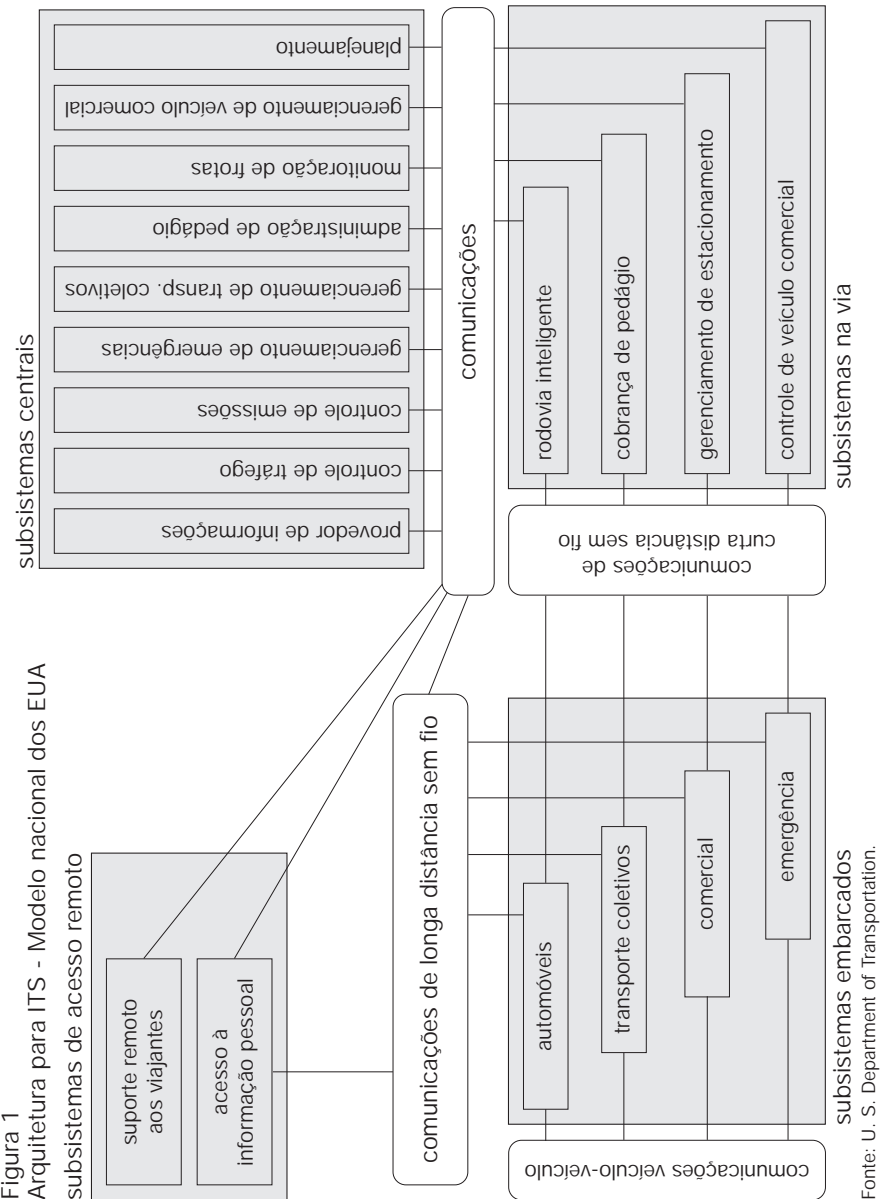 Figura 1
Arquitetura para ITS - Modelo nacional dos EUA
subsistemas de acesso remoto
suporte remoto
aos viajantes
acesso à
informação pessoal
subsistemas centrais
provedor de informações
controle de tráfego
controle de emissões
gerenciamento de emergências
gerenciamento de transp. coletivos
administração de pedágio
monitoração de frotas
gerenciamento de veículo comercial
planejamento
comunicações de longa distância sem fio
comunicações
comunicações veículo-veículo
automóveis
transporte coletivos
comercial
emergência
subsistemas embarcados
comunicações de
curta distância sem fio
rodovia inteligente
cobrança de pedágio
gerenciamento de estacionamento
controle de veículo comercial
subsistemas na via
Fonte: U. S. Department of Transportation.